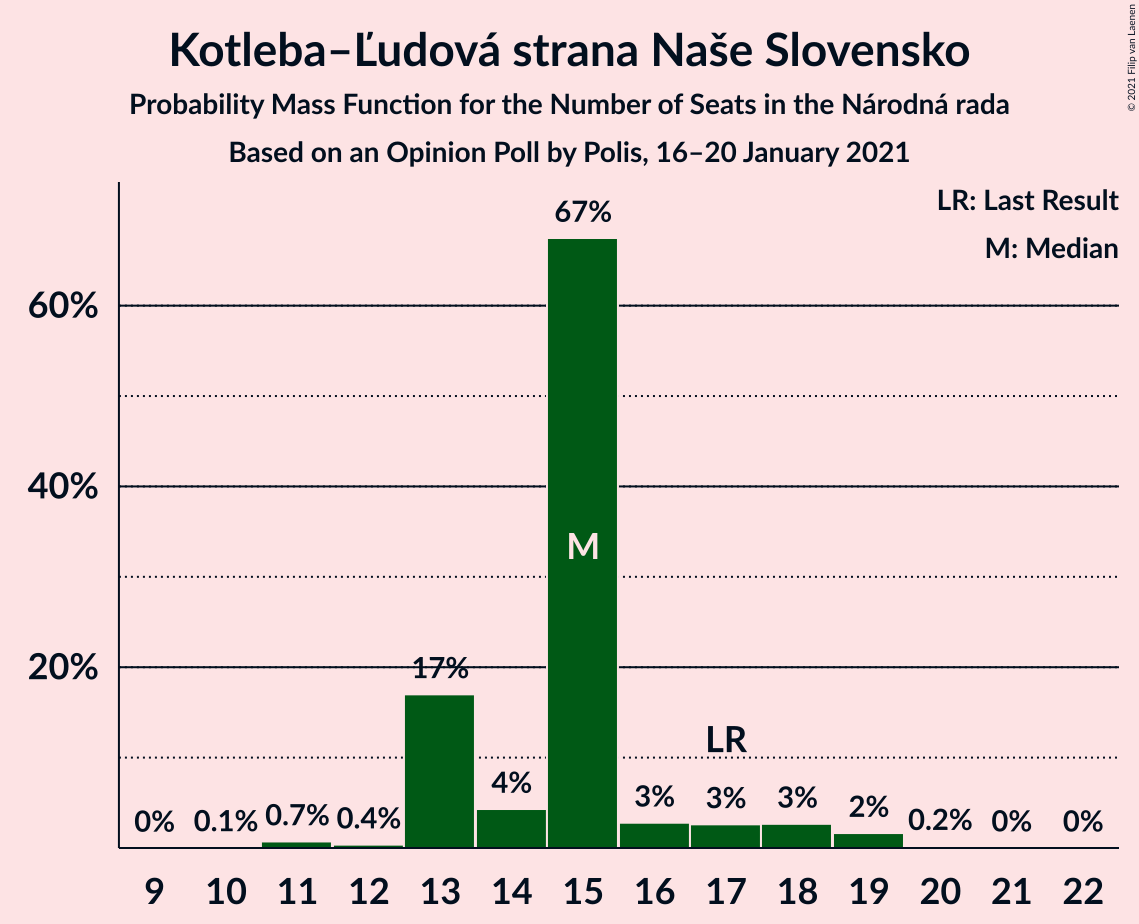 Kotleba–Ľudová strana Naše Slovensko
Probability Mass Function for the Number of Seats in the Národná rada
Based on an Opinion Poll by Polis, 16–20 January 2021
© 2021 Filip van Laenen
LR: Last Result
M: Median
60%
40%
20%
0%
0.1%
0.7%
0.4%
17%
4%
67%
M
3%
LR
3%
3%
2%
0.2%
0%
0%
9 10 11 12 13 14 15 16 17 18 19 20 21 22